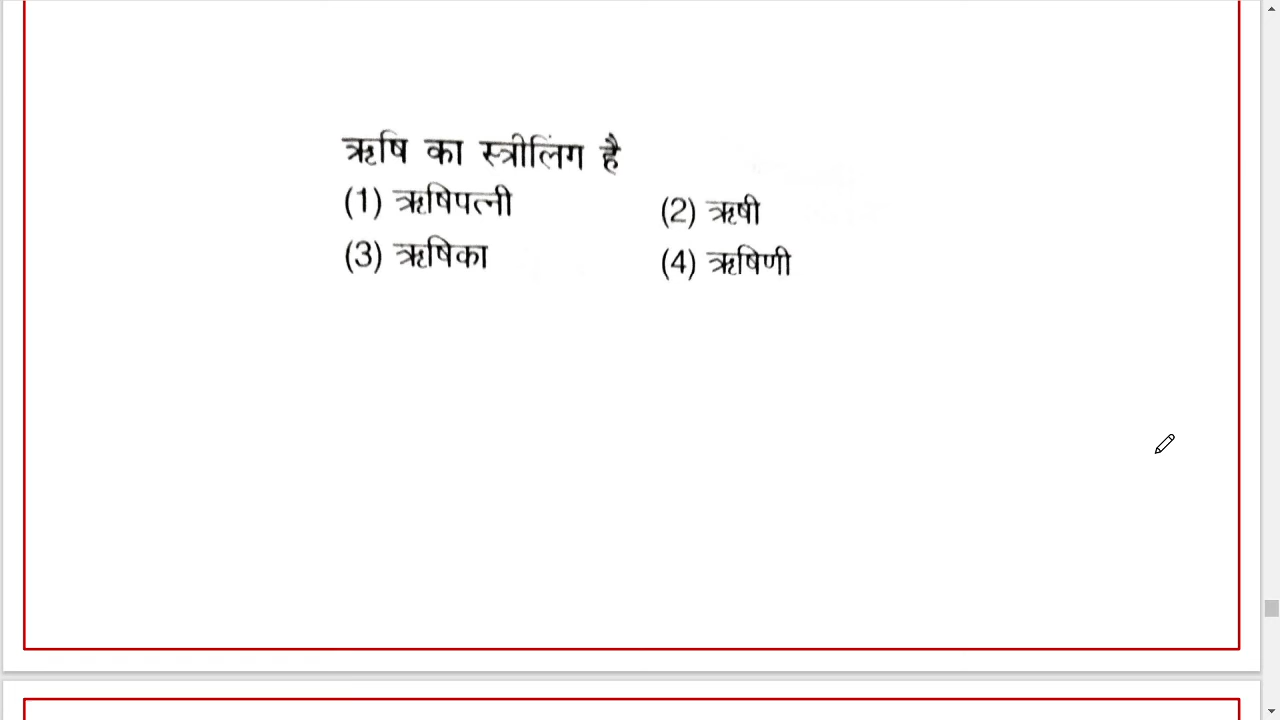 ऋषि का स्त्रीलिंग है
(1) ऋषिपत्नी (2) ऋषी
(3) ऋषिका (4) ऋषिणी